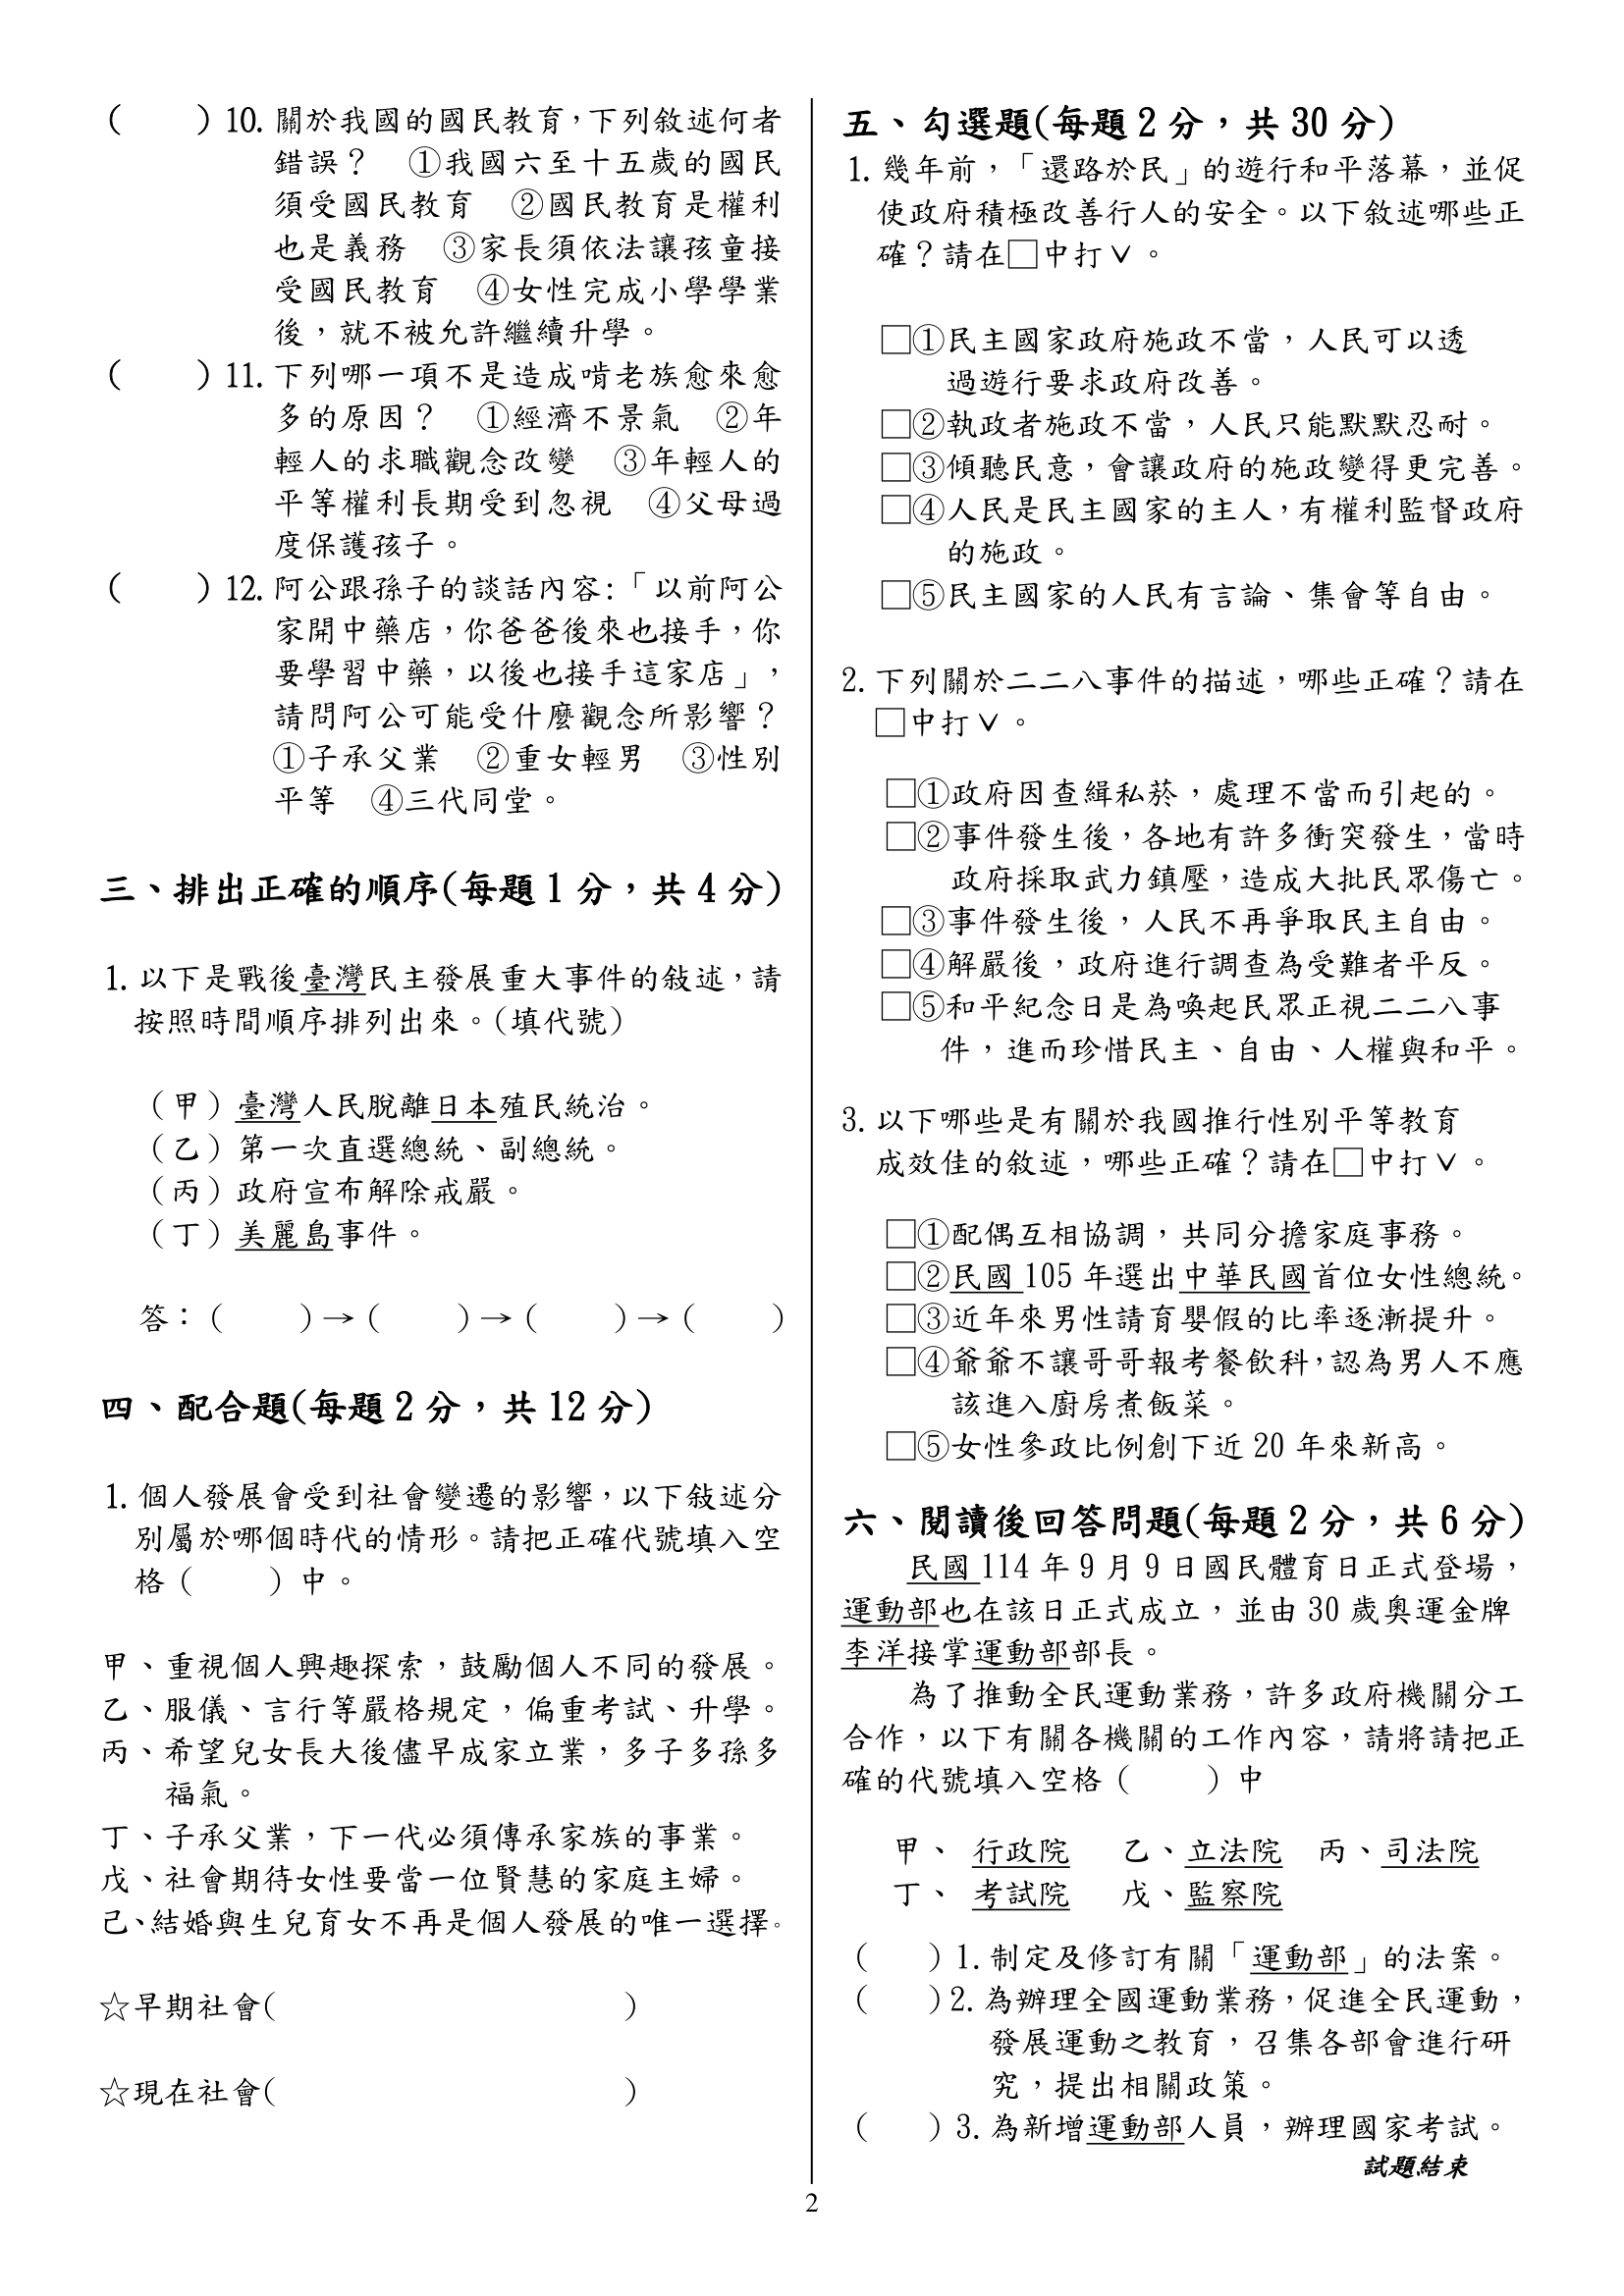 (　　)10. 關於我國的國民教育，下列敘述何者
錯誤？　①我國六至十五歲的國民
須受國民教育　②國民教育是權利
也是義務　③家長須依法讓孩童接
受國民教育　④女性完成小學學業
後，就不被允許繼續升學。
(　　)11. 下列哪一項不是造成啃老族愈來愈
多的原因？　①經濟不景氣　②年
輕人的求職觀念改變　③年輕人的
平等權利長期受到忽視　④父母過
度保護孩子。
(　　)12. 阿公跟孫子的談話內容:「以前阿公
家開中藥店，你爸爸後來也接手，你
要學習中藥，以後也接手這家店」，
請問阿公可能受什麼觀念所影響？
①子承父業　②重女輕男　③性別
平等　④三代同堂。
三、排出正確的順序(每題 1 分，共 4 分)
1. 以下是戰後臺灣民主發展重大事件的敍述，請
按照時間順序排列出來。(填代號)
（甲）臺灣人民脫離日本殖民統治。
（乙）第一次直選總統、副總統。
（丙）政府宣布解除戒嚴。
（丁）美麗島事件。
答：(　　)→(　　)→(　　)→(　　)
四、配合題(每題 2 分，共 12 分)
1. 個人發展會受到社會變遷的影響，以下敍述分
別屬於哪個時代的情形。請把正確代號填入空
格（　　）中。
甲、重視個人興趣探索，鼓勵個人不同的發展。
乙、服儀、言行等嚴格規定，偏重考試、升學。
丙、希望兒女長大後儘早成家立業，多子多孫多
福氣。
丁、子承父業，下一代必須傳承家族的事業。
戊、社會期待女性要當一位賢慧的家庭主婦。
己、結婚與生兒育女不再是個人發展的唯一選擇。
☆早期社會(　　　　　　　　　　)
☆現在社會(　　　　　　　　　　)
五、勾選題(每題 2 分，共 30 分)
1. 幾年前，「還路於民」的遊行和平落幕，並促
使政府積極改善行人的安全。以下敘述哪些正
確？請在□中打ˇ。
□①民主國家政府施政不當，人民可以透
過遊行要求政府改善。
□②執政者施政不當，人民只能默默忍耐。
□③傾聽民意，會讓政府的施政變得更完善。
□④人民是民主國家的主人，有權利監督政府
的施政。
□⑤民主國家的人民有言論、集會等自由。
2. 下列關於二二八事件的描述，哪些正確？請在
□中打ˇ。
□①政府因查緝私菸，處理不當而引起的。
□②事件發生後，各地有許多衝突發生，當時
政府採取武力鎮壓，造成大批民眾傷亡。
□③事件發生後，人民不再爭取民主自由。
□④解嚴後，政府進行調查為受難者平反。
□⑤和平紀念日是為喚起民眾正視二二八事
件，進而珍惜民主、自由、人權與和平。
3. 以下哪些是有關於我國推行性別平等教育
成效佳的敘述，哪些正確？請在□中打ˇ。
□①配偶互相協調，共同分擔家庭事務。
□②民國 105 年選出中華民國首位女性總統。
□③近年來男性請育嬰假的比率逐漸提升。
□④爺爺不讓哥哥報考餐飲科，認為男人不應
該進入廚房煮飯菜。
□⑤女性參政比例創下近 20 年來新高。
六、閱讀後回答問題(每題 2 分，共 6 分)
民國 114 年 9 月 9 日國民體育日正式登場，
運動部也在該日正式成立，並由 30 歲奧運金牌
李洋接掌運動部部長。
為了推動全民運動業務，許多政府機關分工
合作，以下有關各機關的工作內容，請將請把正
確的代號填入空格（　　）中
甲、 行政院　乙、立法院　丙、司法院
丁、 考試院　戊、監察院
(　　)1. 制定及修訂有關「運動部」的法案。
(　　)2. 為辦理全國運動業務，促進全民運動，
發展運動之教育，召集各部會進行研
究，提出相關政策。
(　　)3. 為新增運動部人員，辦理國家考試。
試題結束
2